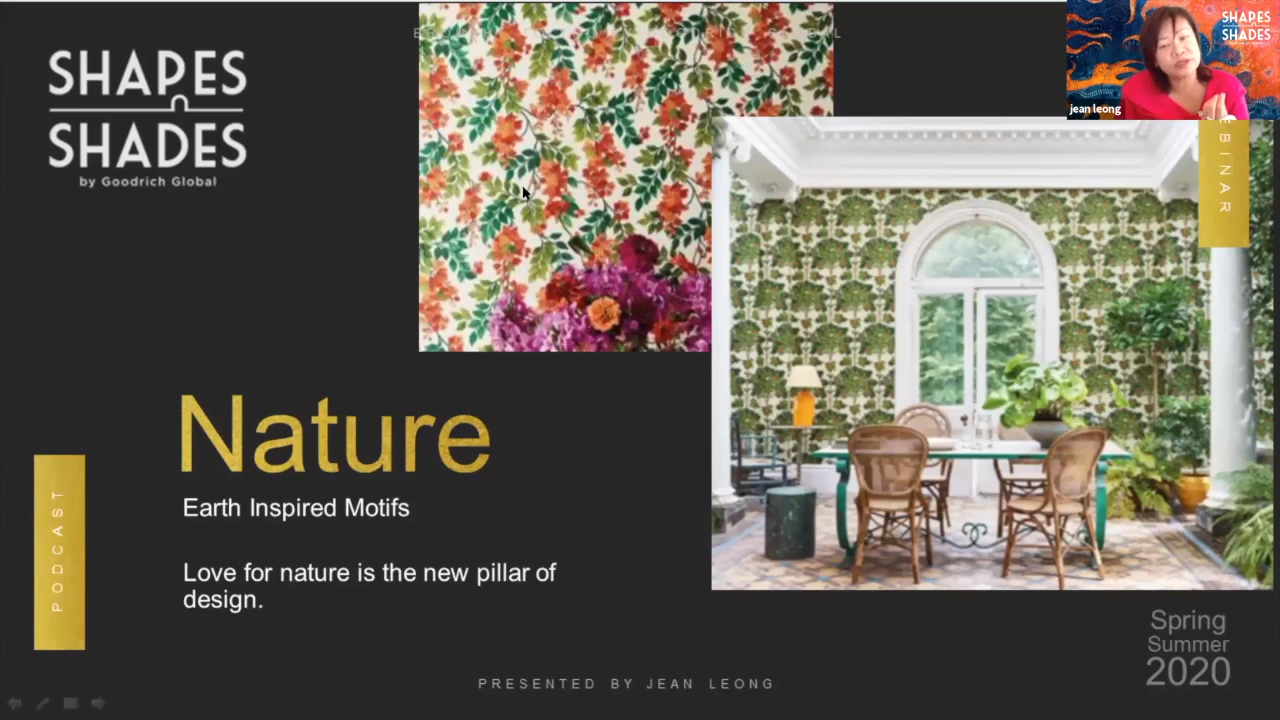 SHAPES
n
SHADES
by Goodrich Global
SHAPES
n
SHADES
jean leong
Nature
Earth Inspired Motifs
Love for nature is the new pillar of
design.
PODCAST
Spring
Summer
2020
PRESENTED BY JEAN LEONG